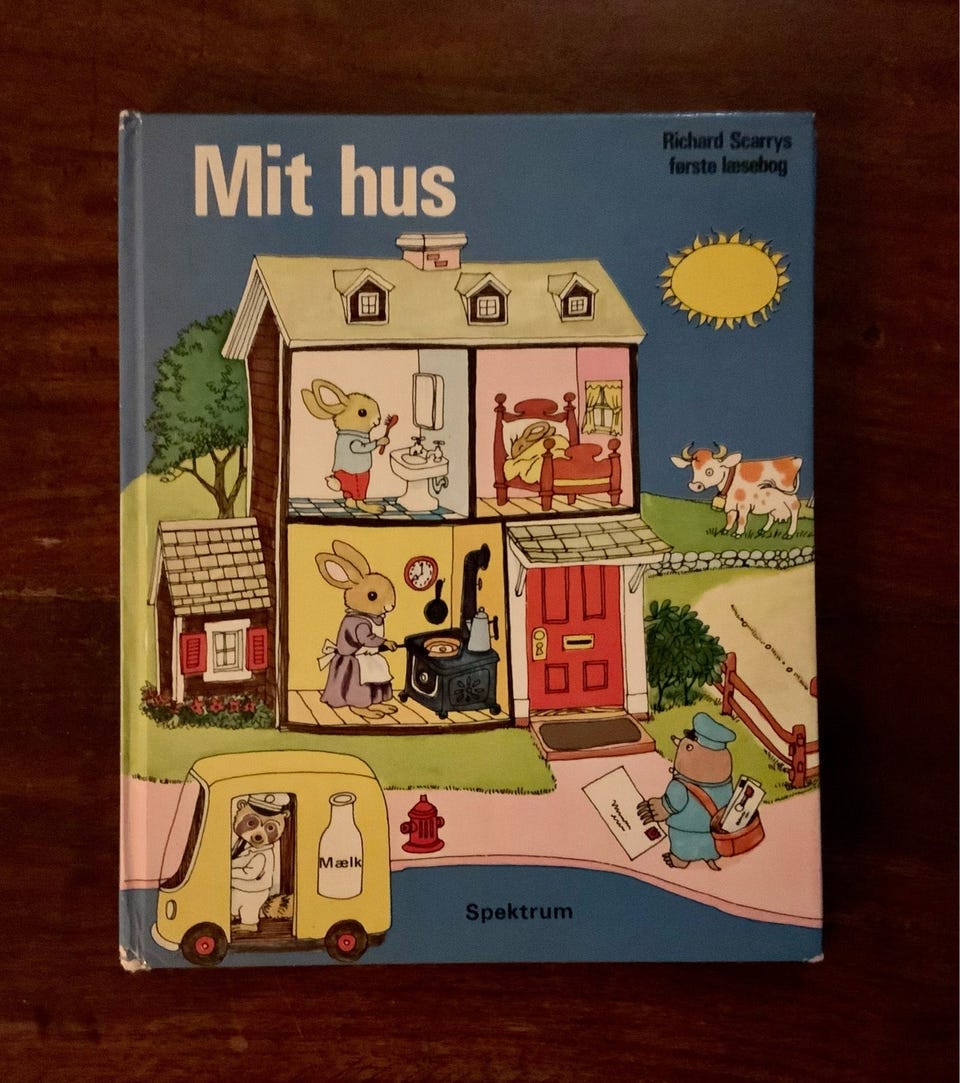 Mit hus
Richard Scarrys
første læsebog
Mælk
Spektrum